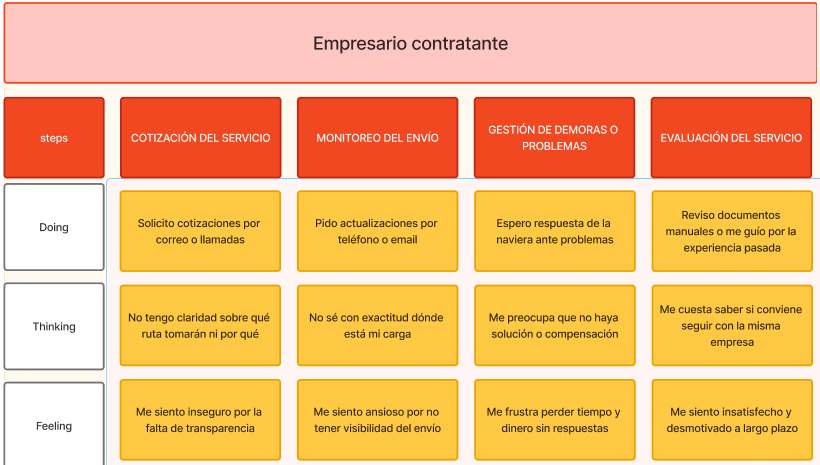 Empresario contratante
steps
COTIZACIÓN DEL SERVICIO
MONITOREO DEL ENVÍO
GESTIÓN DE DEMORAS O
PROBLEMAS
EVALUACIÓN DEL SERVICIO
Doing
Solicito cotizaciones por
correo o llamadas
Pido actualizaciones por
teléfono o email
Espero respuesta de la
naviera ante problemas
Reviso documentos
manuales o me guío por la
experiencia pasada
Thinking
No tengo claridad sobre qué
ruta tomarán ni por qué
No sé con exactitud dónde
está mi carga
Me preocupa que no haya
solución o compensación
Me cuesta saber si conviene
seguir con la misma
empresa
Feeling
Me siento inseguro por la
falta de transparencia
Me siento ansioso por no
tener visibilidad del envío
Me frustra perder tiempo y
dinero sin respuestas
Me siento insatisfecho y
desmotivado a largo plazo